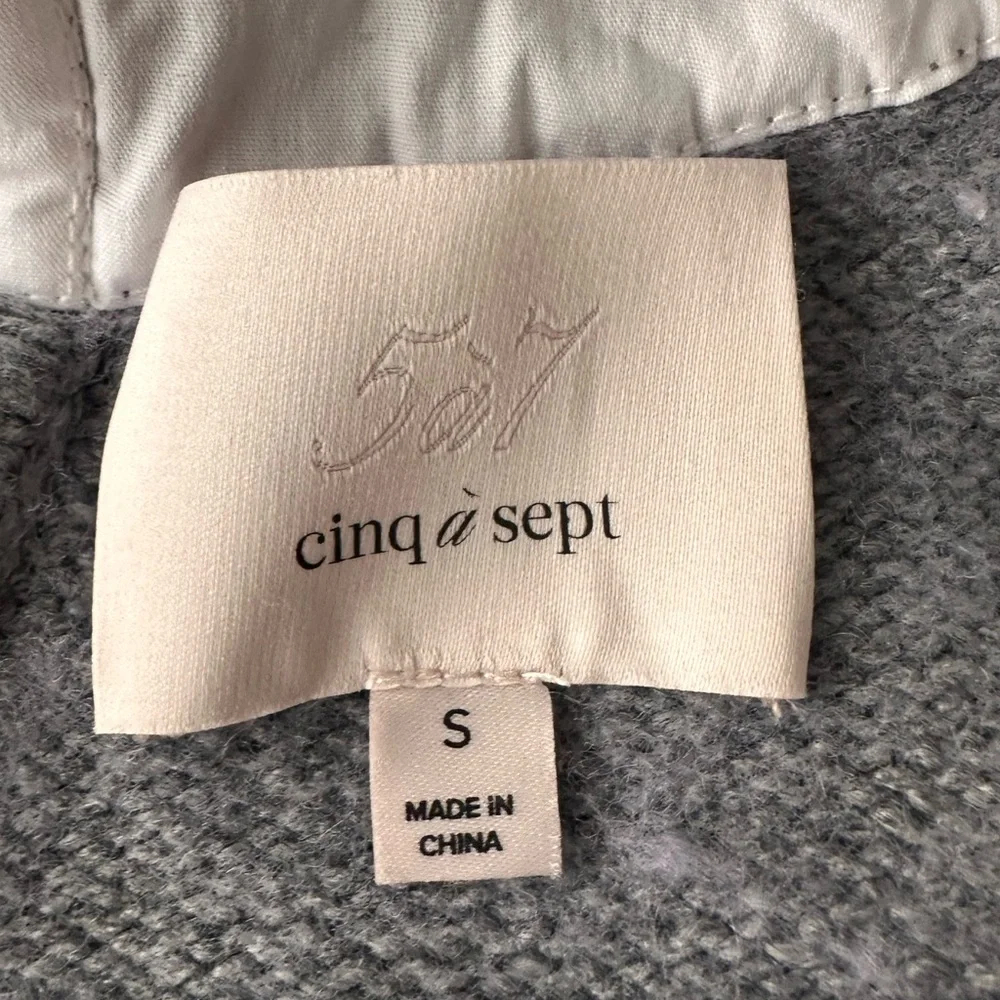 5à7
cinq à sept
S
MADE IN
CHINA